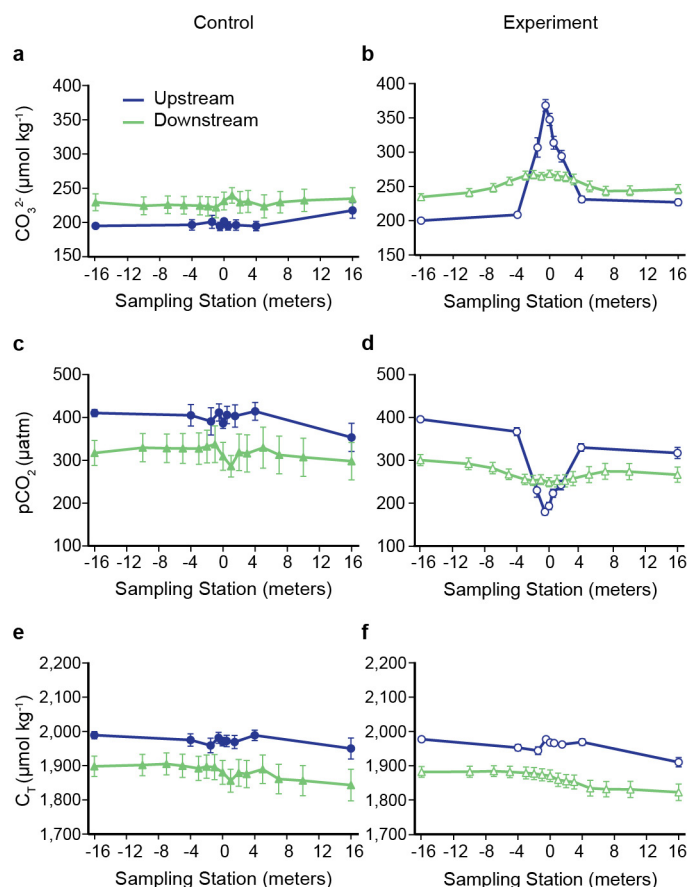 Control
Experiment
a
b
400
350
300
250
200
150
CO₃²⁻ (μmol kg⁻¹)
Upstream
Downstream
-16 -12 -8 -4 0 4 8 12 16
Sampling Station (meters)
400
350
300
250
200
150
-16 -12 -8 -4 0 4 8 12 16
Sampling Station (meters)
c
d
500
400
300
200
100
pCO₂ (μatm)
-16 -12 -8 -4 0 4 8 12 16
Sampling Station (meters)
500
400
300
200
100
-16 -12 -8 -4 0 4 8 12 16
Sampling Station (meters)
e
f
2,200
2,100
2,000
1,900
1,800
1,700
C_T (μmol kg⁻¹)
-16 -12 -8 -4 0 4 8 12 16
Sampling Station (meters)
2,200
2,100
2,000
1,900
1,800
1,700
-16 -12 -8 -4 0 4 8 12 16
Sampling Station (meters)